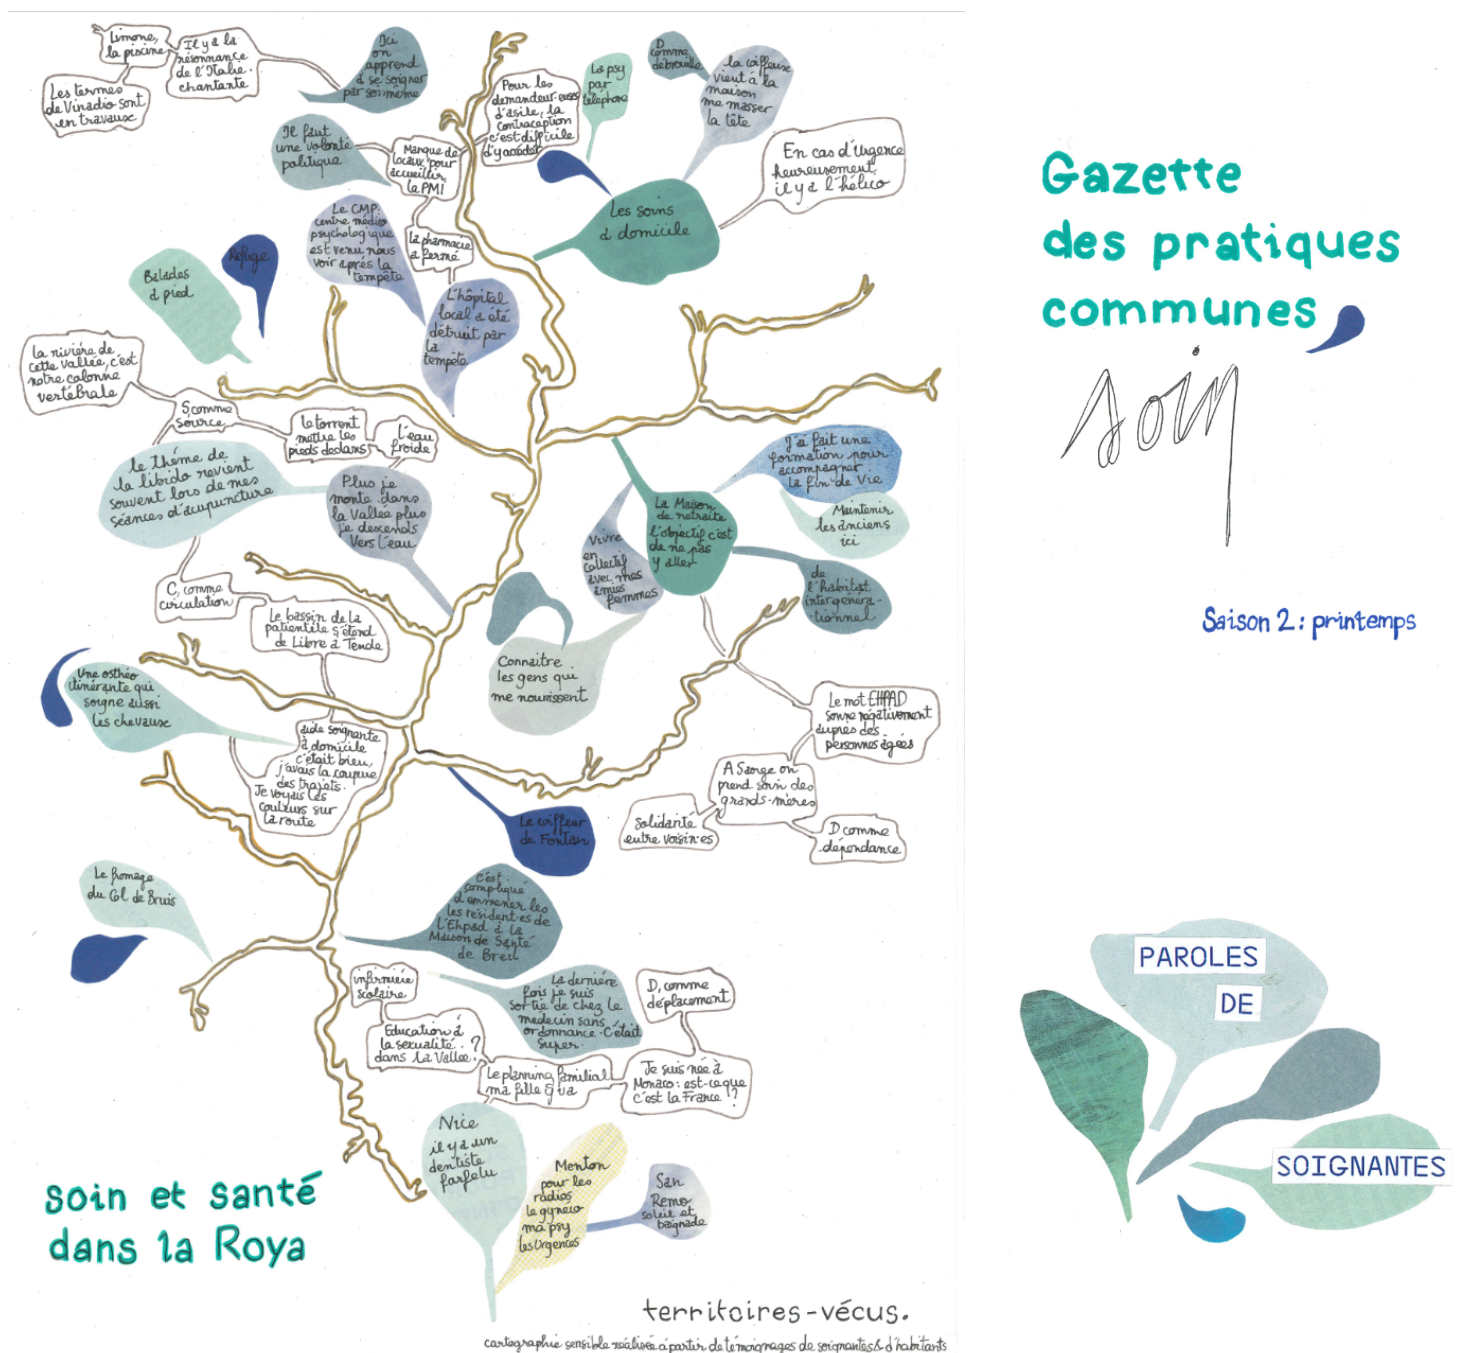 Limone,
la piscine
Il y a la
résonnance
de l'Italie
chantante
Les termes
de Vinadio sont
en travaux
Ici
on
apprend
à se soigner
par soi même
Il faut
une volonté
politique
Manque de
locaux pour
accueillir
la PMI
Pour les
demandeur·euses
d'asile, la
contraception
c'est difficile
d'y accéder
La psy
par
téléphone
D
comme
débrouille
la coiffeuse
vient à la
maison
me masser
la tête
En cas d'Urgence
heureusement,
il y a l'hélico
Les soins
à domicile
Le CMP:
centre médico
psychologique
est venu nous
voir après la
tempête
La pharmacie
a fermé
L'hôpital
local a été
détruit par
la
tempête
Refuge
Balades
à pied
la rivière de
cette vallée, c'est
notre colonne
vertébrale
S comme
source
le torrent
mettre les
pieds dedans
l'eau
froide
le thème de
la libido revient
souvent lors de mes
séances d'acupuncture
Plus je
monte dans
la Vallée plus
je descends
Vers l'eau
J'ai fait une
formation pour
accompagner
la fin de Vie
Maintenir
les anciens
ici
La Maison
de retraite
l'objectif c'est
de ne pas
y aller
de
l'habitat
intergénéra-
tionnel
Vivre
en
collectif
avec mes
amies
femmes
Connaitre
les gens qui
me nourrissent
C, comme
circulation
Le bassin de la
patientèle s'étend
de Libre à Tende
Une osthéo
itinérante qui
soigne aussi
les chevaux
aide soignante
à domicile
c'était bien,
j'avais la coupure
des trajets.
Je voyais les
couleurs sur
la route
Le mot EHPAD
sonne négativement
auprès des
personnes âgées
A Saorge on
prend soin des
grands-mères
Solidarité
entre voisin·es
D comme
dépendance
Le coiffeur
de Fontan
Le fromage
du Col de Bruis
C'est
compliqué
d'emmener les
les résident·es de
l'Ehpad à la
Maison de Santé
de Breil
infirmière
scolaire
La dernière
fois je suis
sortie de chez le
medecin sans
ordonnance. C'était
super.
D, comme
déplacement
Education à
la sexualité ?
dans la Vallée.
Le planning familial
ma fille y va
Je suis née à
Monaco: est-ce que
c'est la France !?
Nice
il y a un
dentiste
farfelu
Menton
pour les
radios
le gynéco
ma psy
les Urgences
San
Remo
soleil et
baignade
soin et santé
dans la Roya
territoires-vécus.
cartographie sensible réalisée à partir de témoignages de soignantes & d'habitants
Gazette
des pratiques
communes
soin
Saison 2: printemps
PAROLES
DE
SOIGNANTES